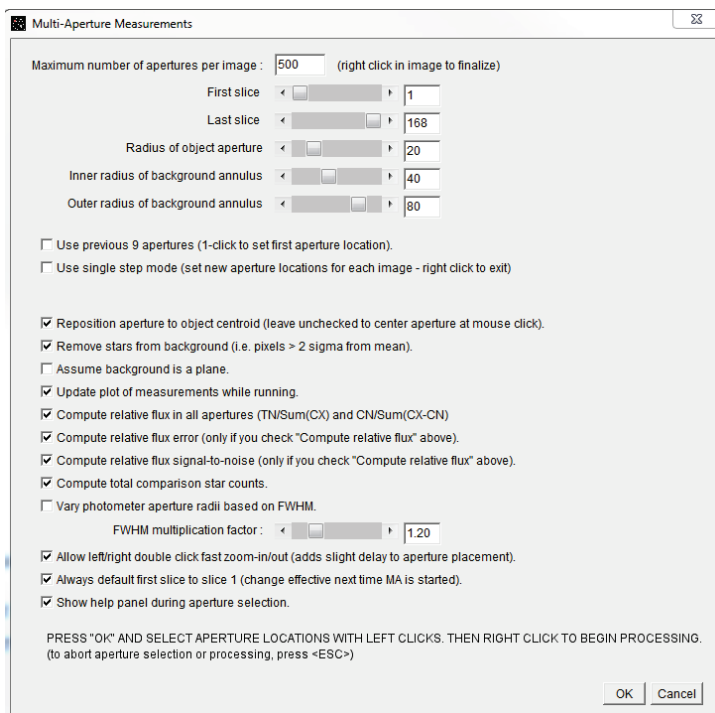 Multi-Aperture Measurements
Maximum number of apertures per image : 500 (right click in image to finalize)
First slice 1
Last slice 168
Radius of object aperture 20
Inner radius of background annulus 40
Outer radius of background annulus 80
Use previous 9 apertures (1-click to set first aperture location).
Use single step mode (set new aperture locations for each image - right click to exit)
Reposition aperture to object centroid (leave unchecked to center aperture at mouse click).
Remove stars from background (i.e. pixels > 2 sigma from mean).
Assume background is a plane.
Update plot of measurements while running.
Compute relative flux in all apertures (TN/Sum(CX) and CN/Sum(CX-CN)
Compute relative flux error (only if you check "Compute relative flux" above).
Compute relative flux signal-to-noise (only if you check "Compute relative flux" above).
Compute total comparison star counts.
Vary photometer aperture radii based on FWHM.
FWHM multiplication factor : 1.20
Allow left/right double click fast zoom-in/out (adds slight delay to aperture placement).
Always default first slice to slice 1 (change effective next time MA is started).
Show help panel during aperture selection.
PRESS "OK" AND SELECT APERTURE LOCATIONS WITH LEFT CLICKS. THEN RIGHT CLICK TO BEGIN PROCESSING.
(to abort aperture selection or processing, press <ESC>)
OK Cancel